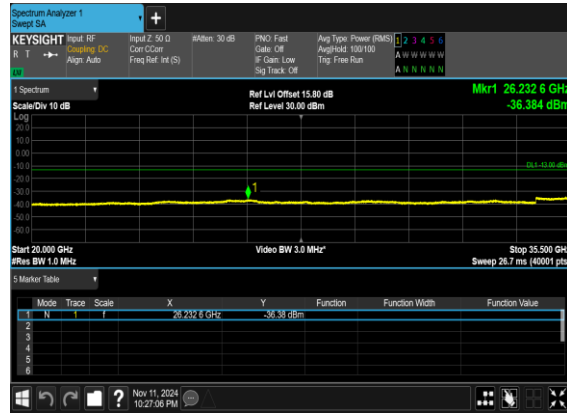 Spectrum Analyzer 1
Swept SA
+
KEYSIGHT
R T
LW
Input: RF
Coupling: DC
Align: Auto
Input Z: 50 Ω
Corr CCorr
Freq Ref: Int (S)
#Atten: 30 dB
PNO: Fast
Gate: Off
IF Gain: Low
Sig Track: Off
Avg Type: Power (RMS)
Avg|Hold: 100/100
Trig: Free Run
1 2 3 4 5 6
A W W W W W
A N N N N N
1 Spectrum
Scale/Div 10 dB
Log
Ref Lvl Offset 15.80 dB
Ref Level 30.00 dBm
Mkr1 26.232 6 GHz
-36.384 dBm
20.0
10.0
0.00
-10.0
-20.0
-30.0
-40.0
-50.0
-60.0
DL1 -13.00 dBm
1
Start 20.000 GHz
#Res BW 1.0 MHz
Video BW 3.0 MHz*
Stop 35.500 GHz
Sweep 26.7 ms (40001 pts)
5 Marker Table
Mode Trace Scale X Y Function Function Width Function Value
1 N 1 f 26.232 6 GHz -36.38 dBm
2
3
4
5
6
?
Nov 11, 2024
10:27:06 PM